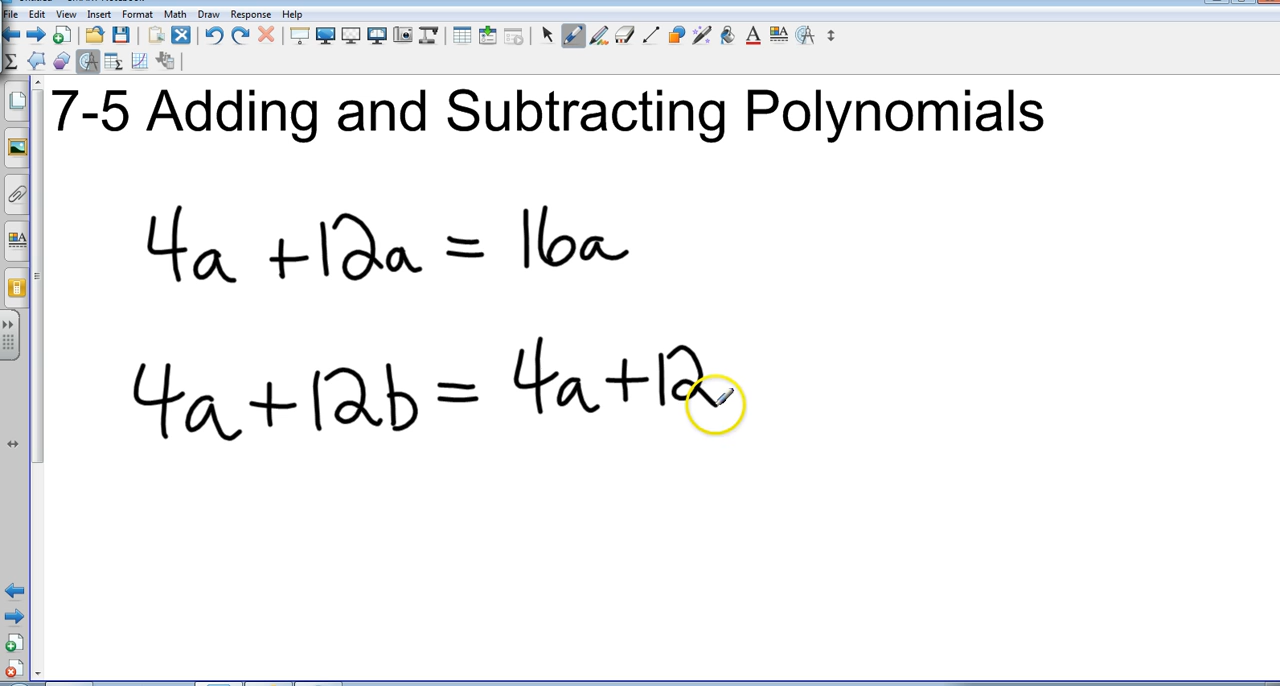 File Edit View Insert Format Math Draw Response Help
7-5 Adding and Subtracting Polynomials
4a + 12a = 16a
4a + 12b = 4a + 12